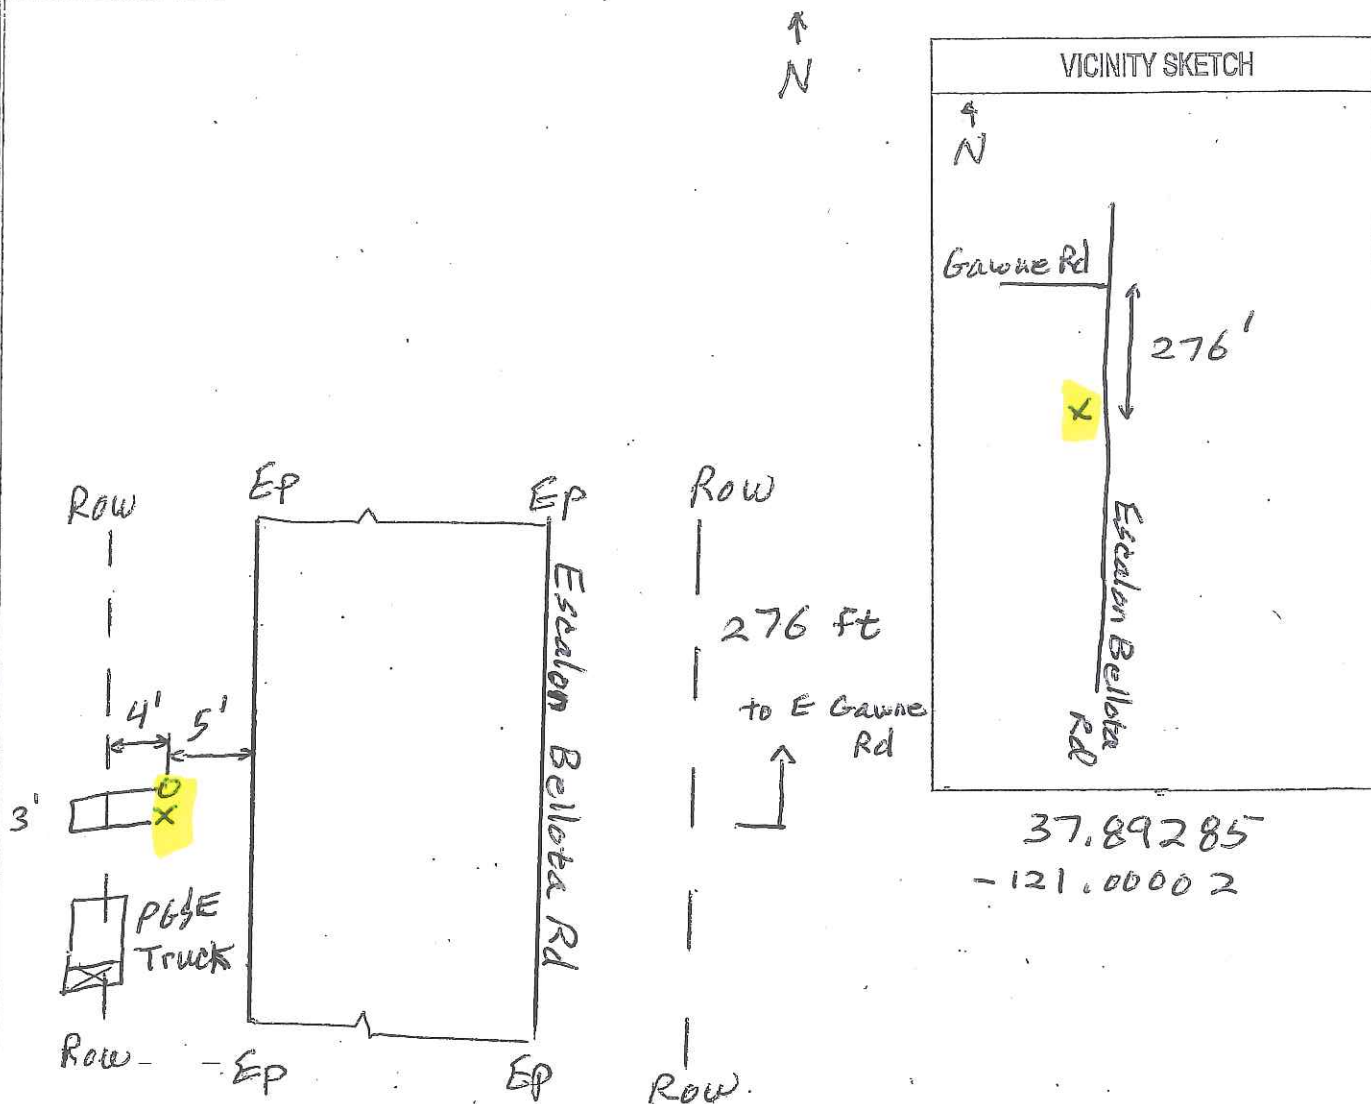 N
VICINITY SKETCH
N
Gawne Rd
276'
X
Escalon Bellota
Rd
Row
EP
EP
Row
276 ft
to E Gawne
Rd
4'
5'
3'
O
X
Escalon Bellota Rd
PG&E
Truck
37.89285
-121.00002
Row
Ep
Ep
Row